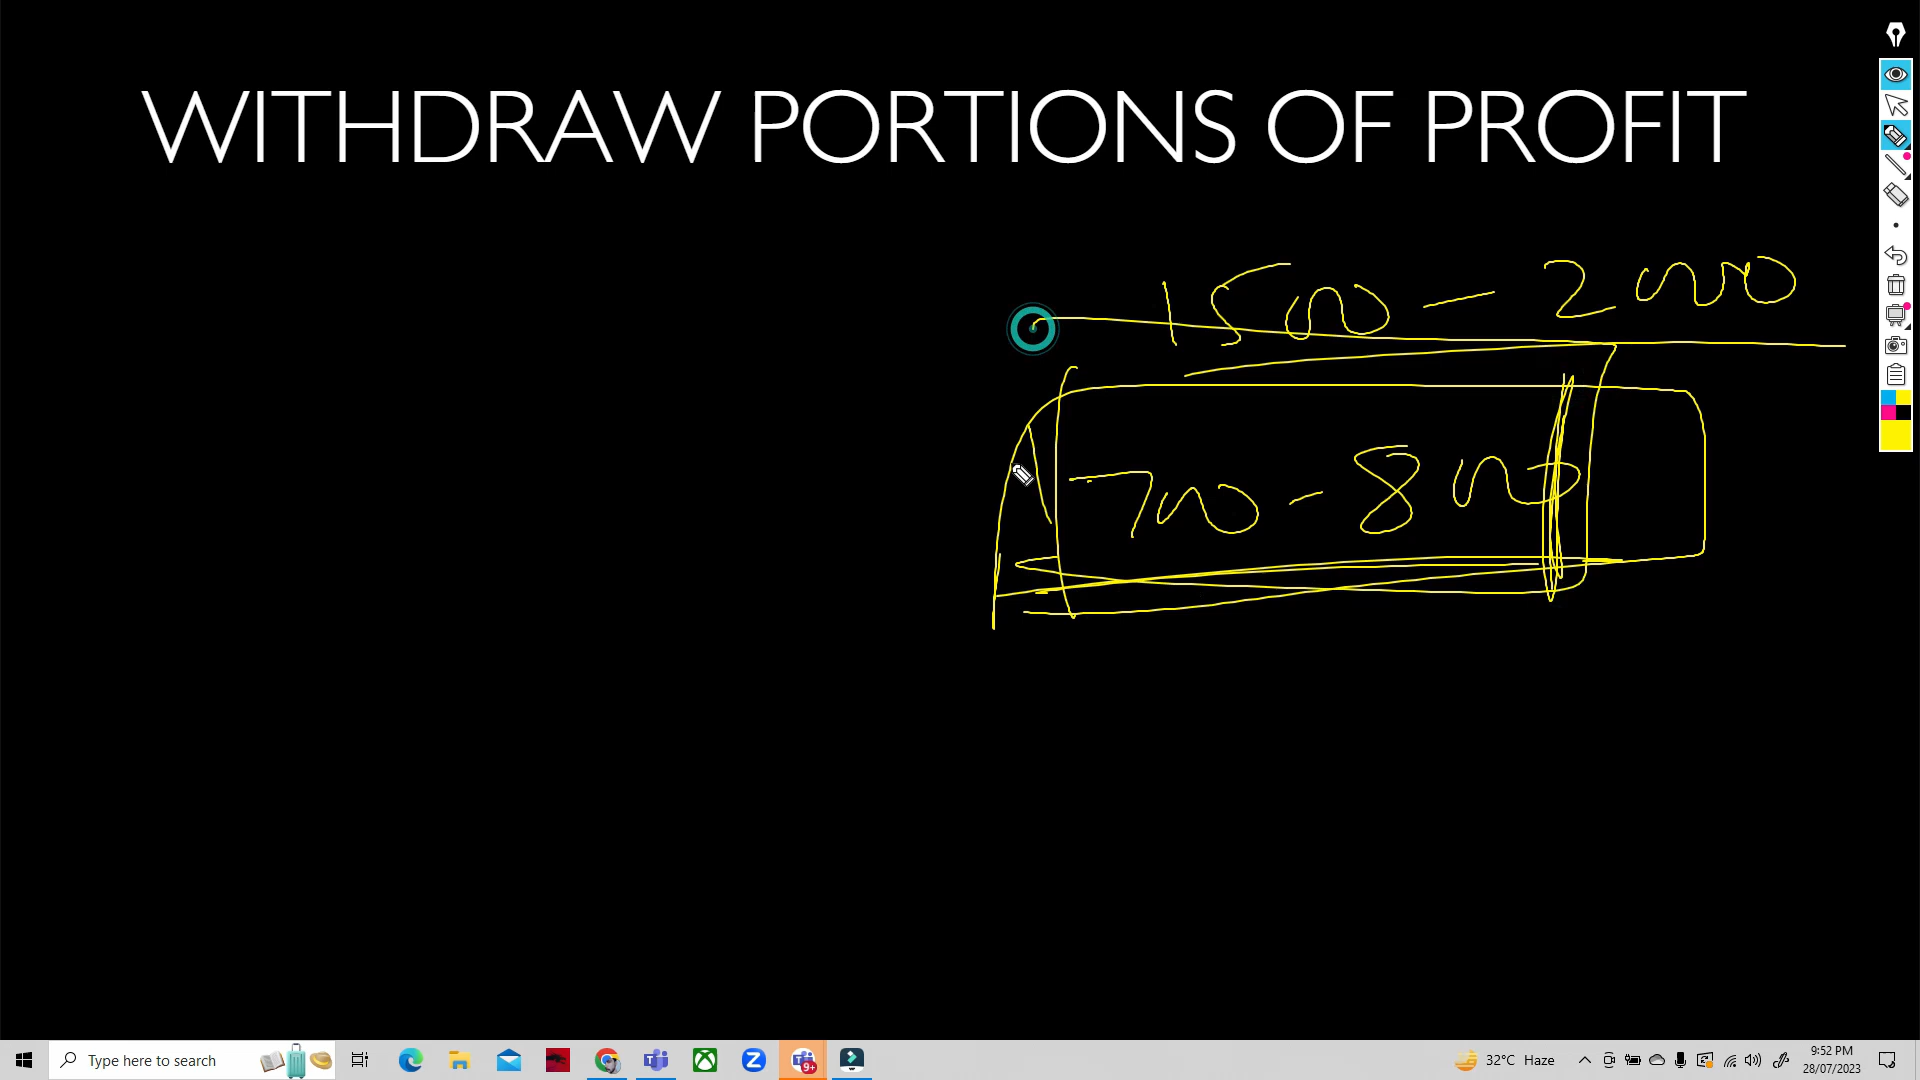 WITHDRAW PORTIONS OF PROFIT
1500 - 2000
700 - 800
Type here to search
9+
32°C Haze
9:52 PM
28/07/2023